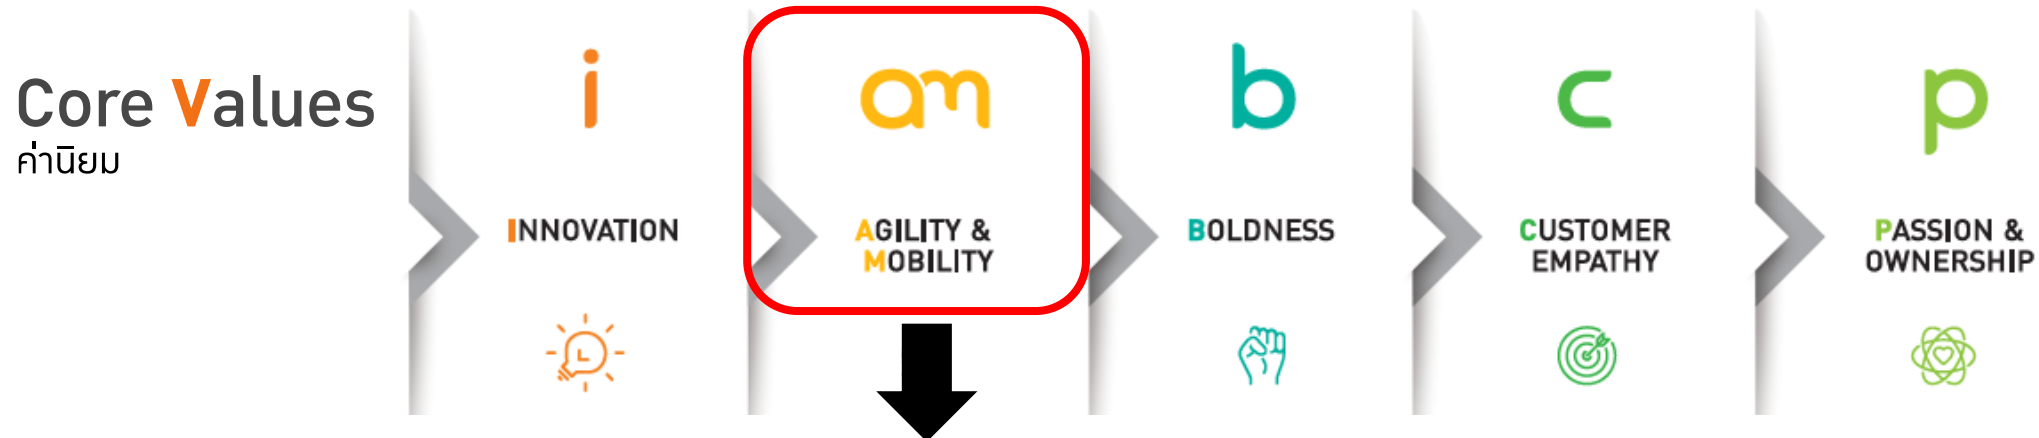 Core Values
ค่านิยม
i
INNOVATION
am
AGILITY &
MOBILITY
b
BOLDNESS
c
CUSTOMER
EMPATHY
p
PASSION &
OWNERSHIP